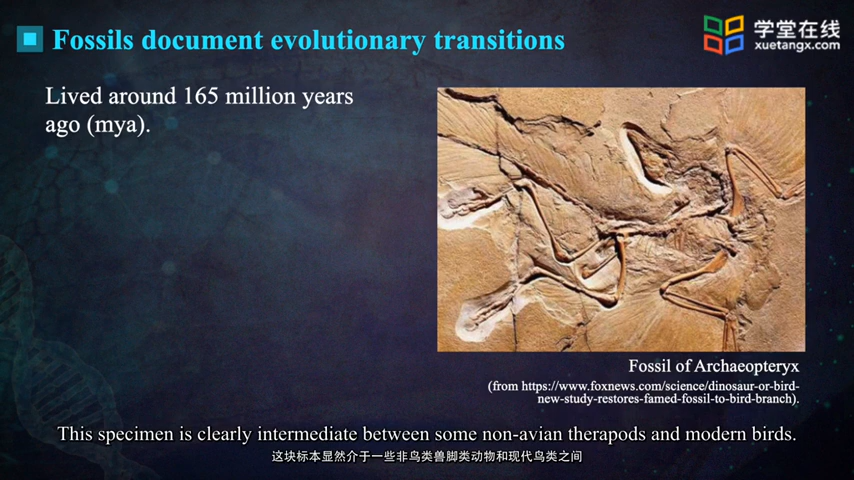 Fossils document evolutionary transitions
学堂在线
xuetangx.com
Lived around 165 million years
ago (mya).
Fossil of Archaeopteryx
(from https://www.foxnews.com/science/dinosaur-or-bird-
new-study-restores-famed-fossil-to-bird-branch).
This specimen is clearly intermediate between some non-avian therapods and modern birds.
这块标本显然介于一些非鸟类兽脚类动物和现代鸟类之间